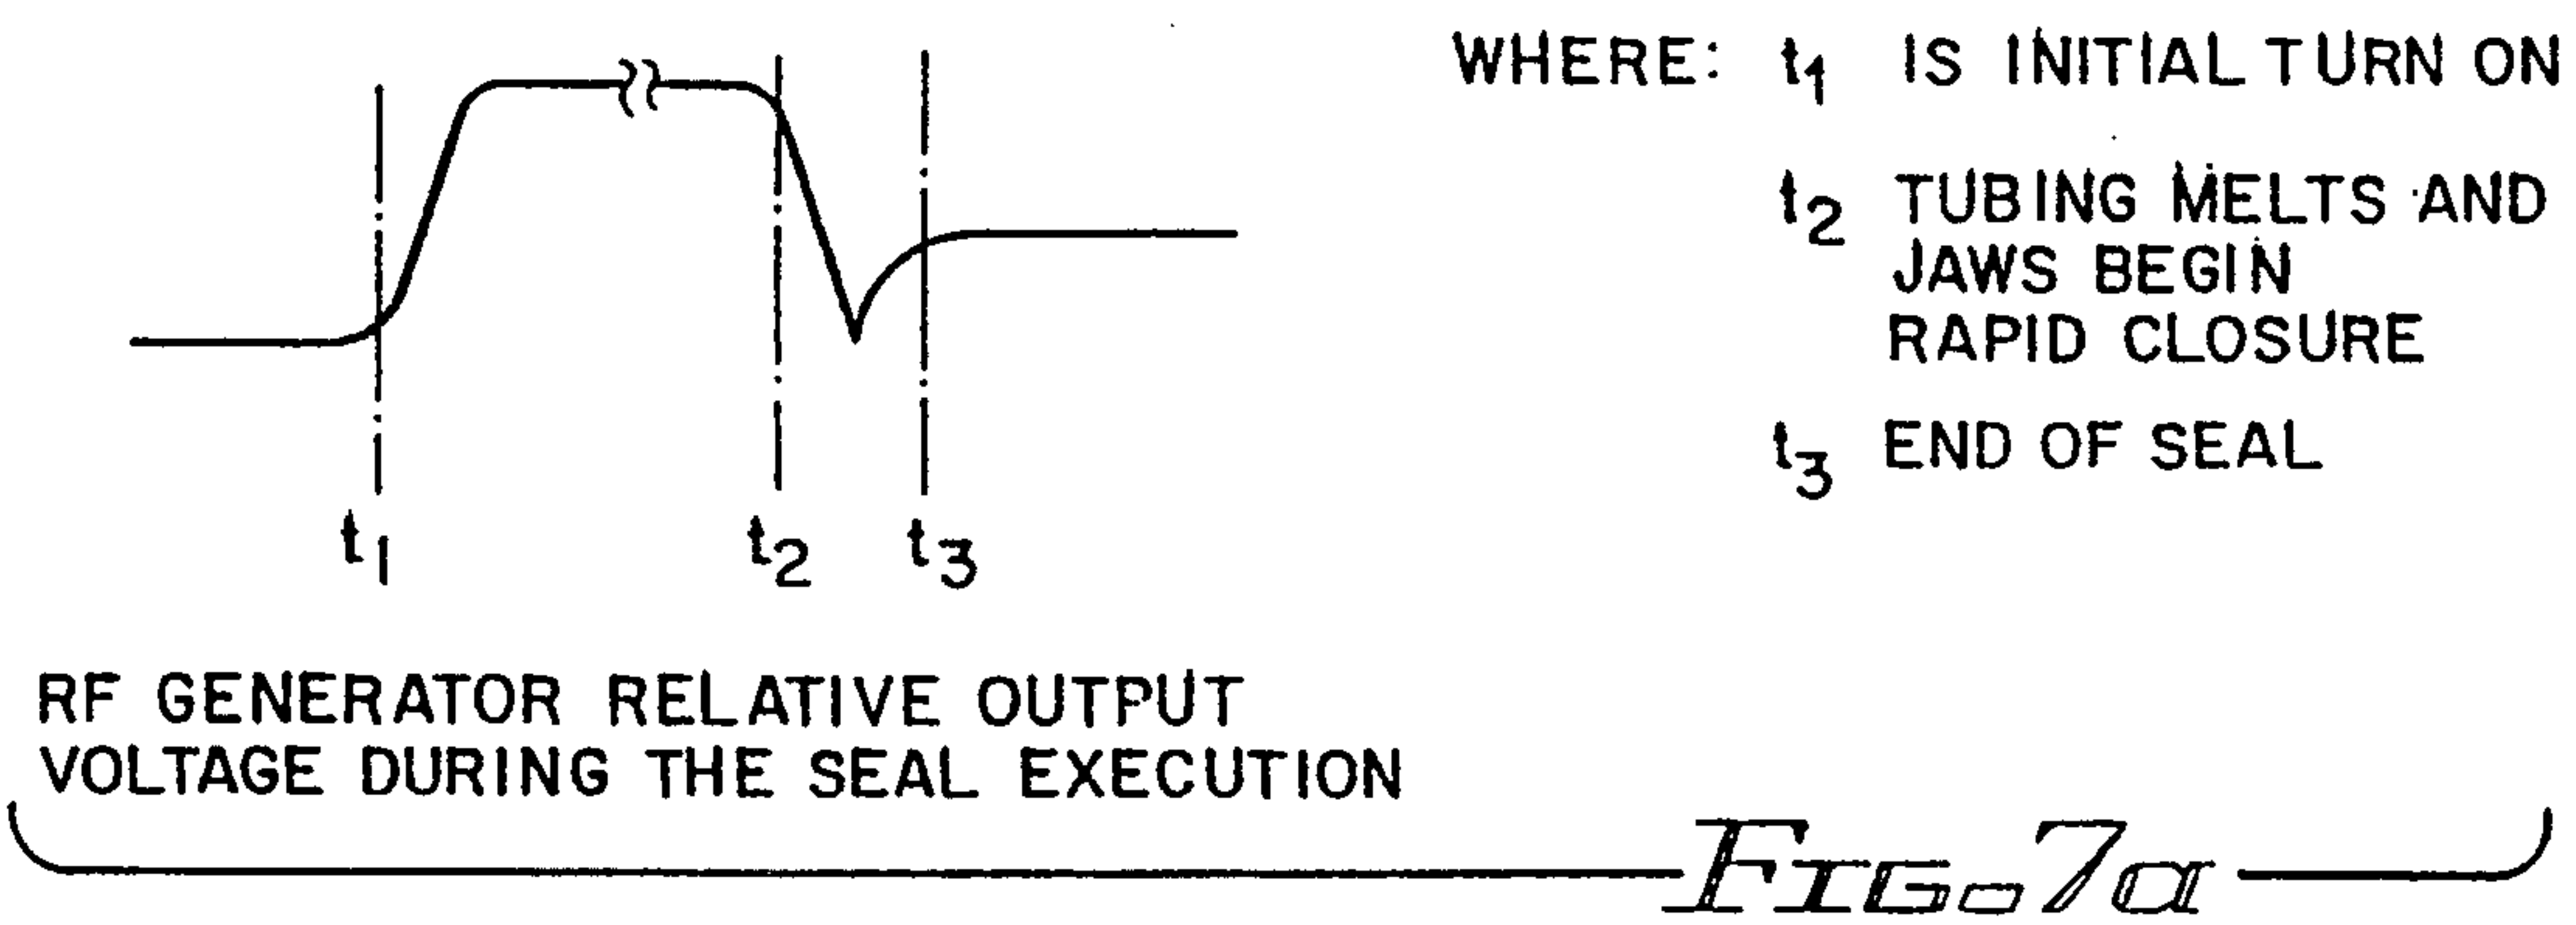 WHERE: t1 IS INITIAL TURN ON
t2 TUBING MELTS AND
JAWS BEGIN
RAPID CLOSURE
t3 END OF SEAL
t1 t2 t3
RF GENERATOR RELATIVE OUTPUT
VOLTAGE DURING THE SEAL EXECUTION
FIG. 7a